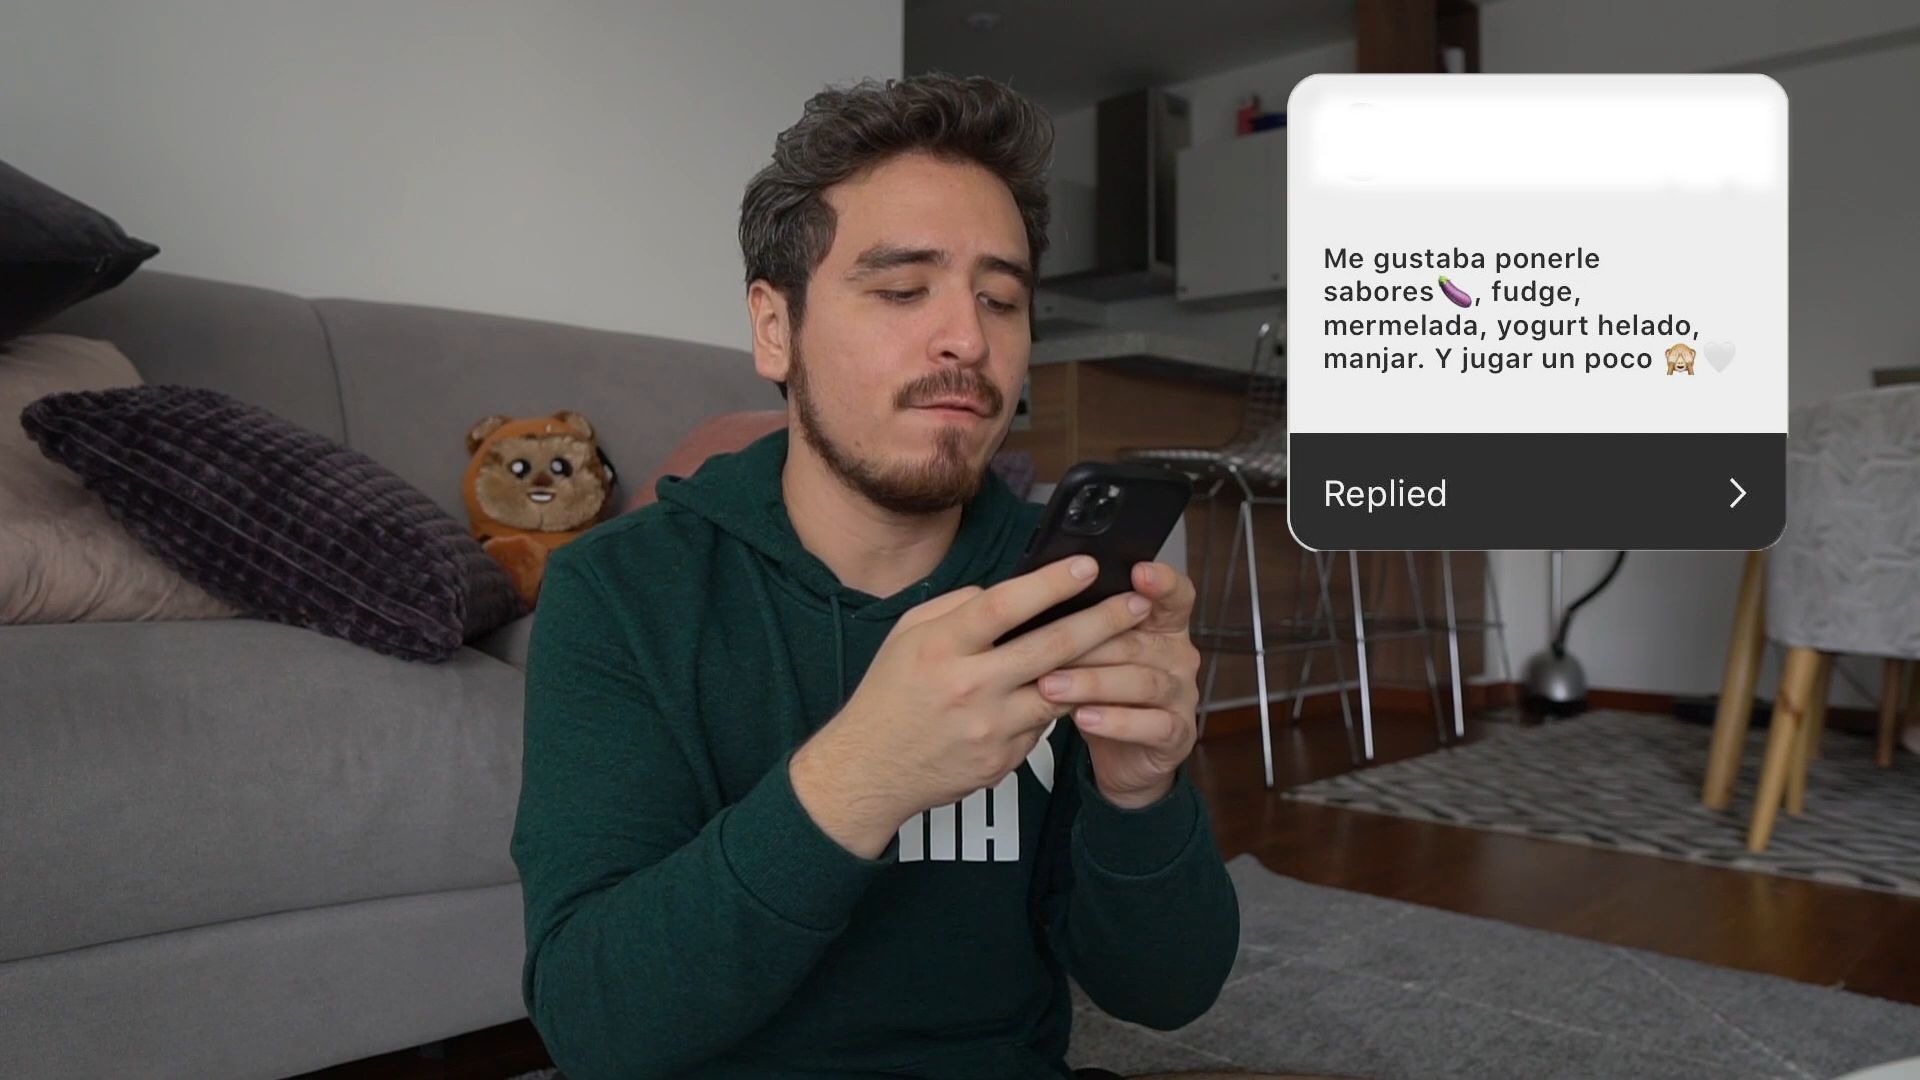 Me gustaba ponerle
sabores🍆, fudge,
mermelada, yogurt helado,
manjar. Y jugar un poco 🙈🤍
Replied